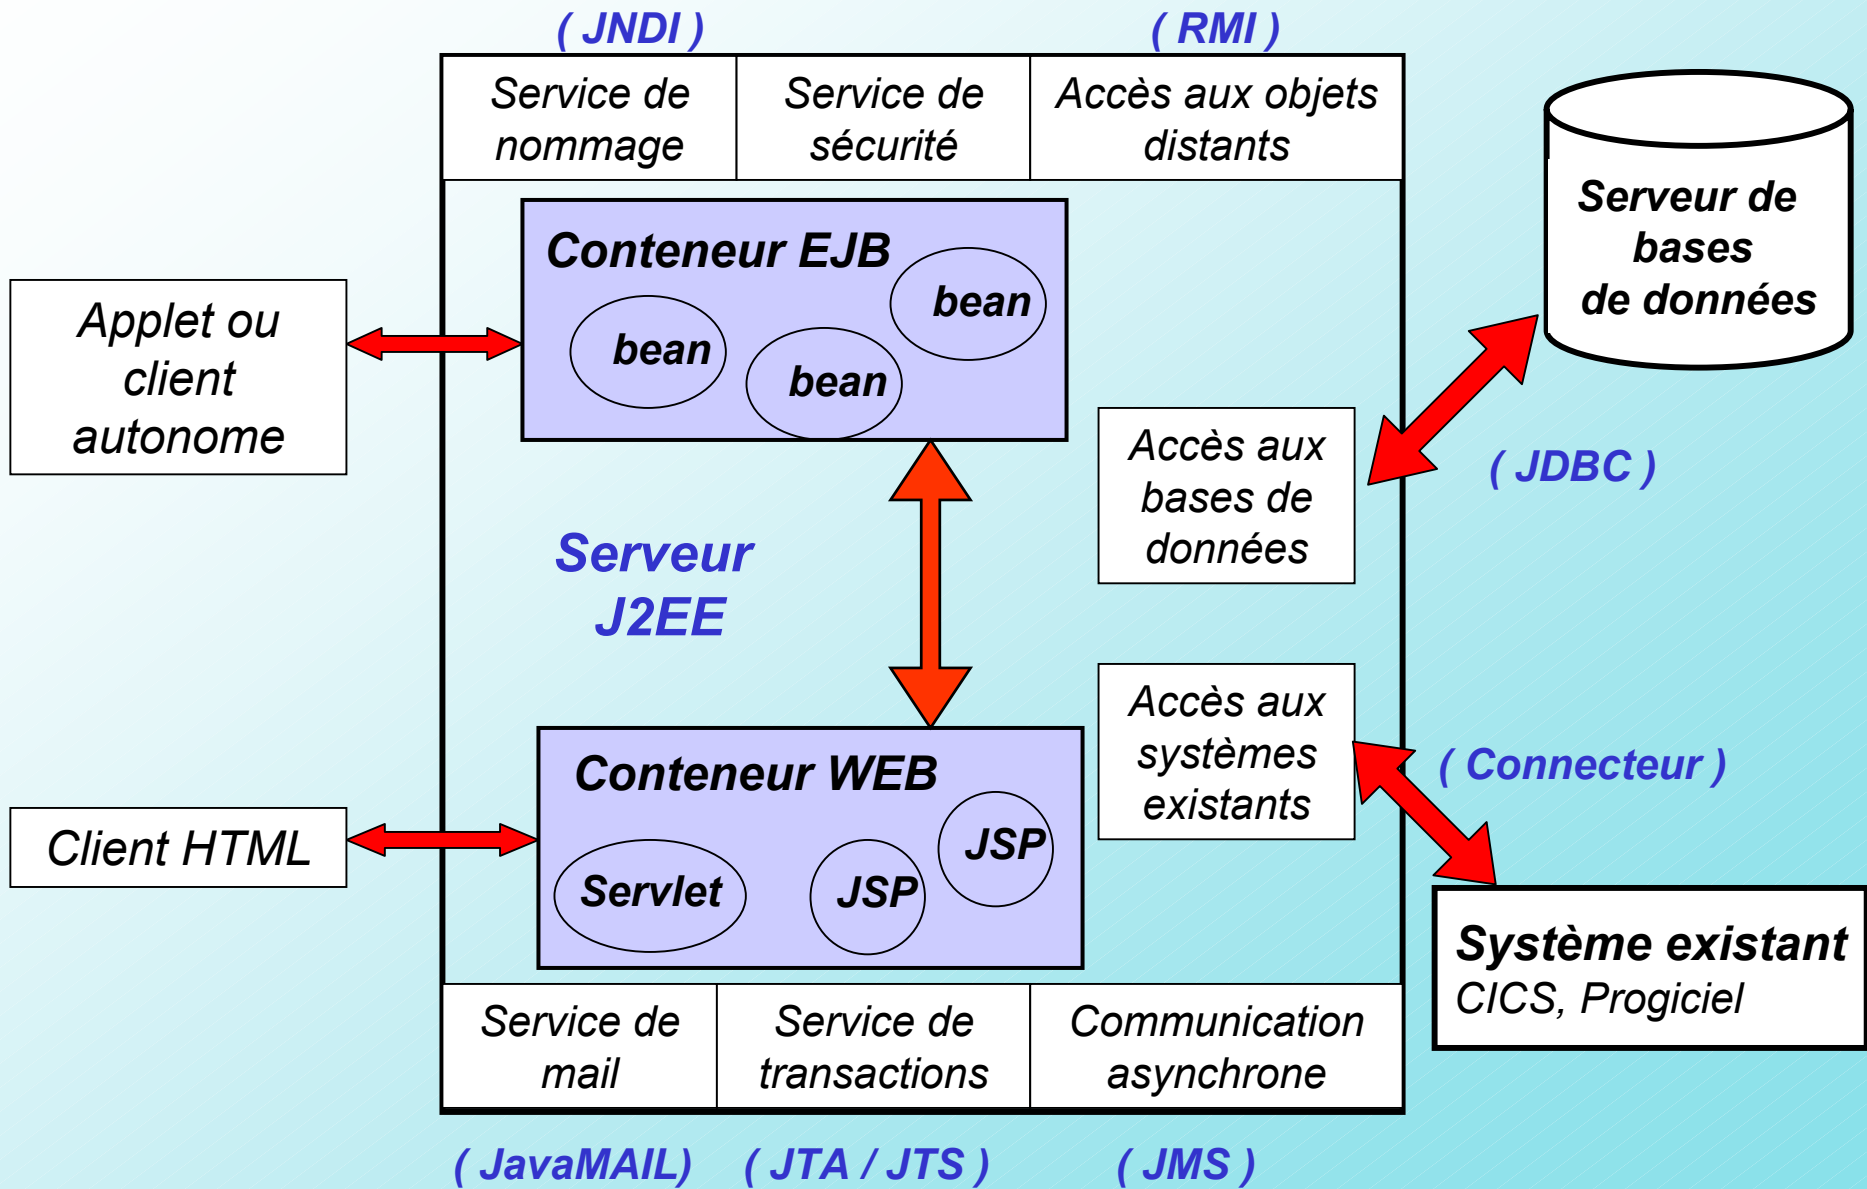 ( JNDI )
( RMI )
Service de
nommage
Service de
sécurité
Accès aux objets
distants
Serveur de
bases
de données
Conteneur EJB
bean
bean
bean
Applet ou
client
autonome
Accès aux
bases de
données
( JDBC )
Serveur
J2EE
Accès aux
systèmes
existants
( Connecteur )
Conteneur WEB
Servlet
JSP
JSP
Client HTML
Système existant
CICS, Progiciel
Service de
mail
Service de
transactions
Communication
asynchrone
( JavaMAIL)
( JTA / JTS )
( JMS )